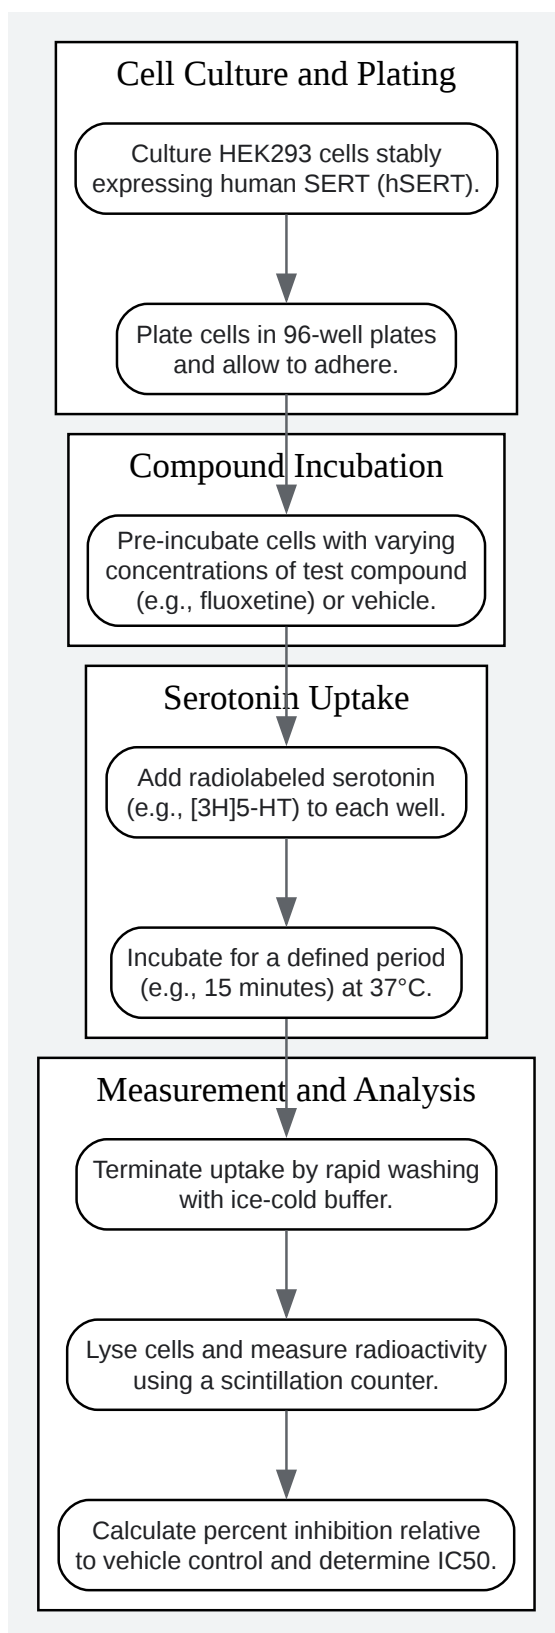 Cell Culture and Plating
Culture HEK293 cells stably
expressing human SERT (hSERT).
Plate cells in 96-well plates
and allow to adhere.
Compound Incubation
Pre-incubate cells with varying
concentrations of test compound
(e.g., fluoxetine) or vehicle.
Serotonin Uptake
Add radiolabeled serotonin
(e.g., [3H]5-HT) to each well.
Incubate for a defined period
(e.g., 15 minutes) at 37°C.
Measurement and Analysis
Terminate uptake by rapid washing
with ice-cold buffer.
Lyse cells and measure radioactivity
using a scintillation counter.
Calculate percent inhibition relative
to vehicle control and determine IC50.